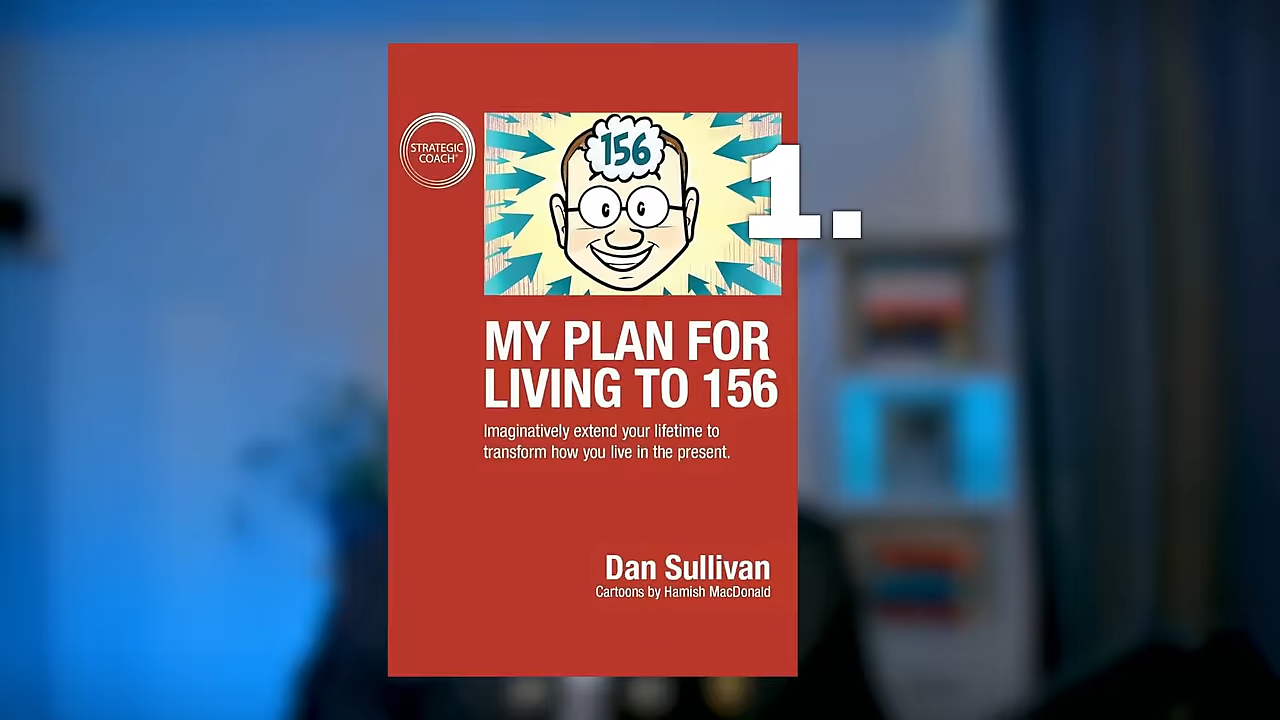 STRATEGIC
COACH®
156
1.
MY PLAN FOR
LIVING TO 156
Imaginatively extend your lifetime to
transform how you live in the present.
Dan Sullivan
Cartoons by Hamish MacDonald